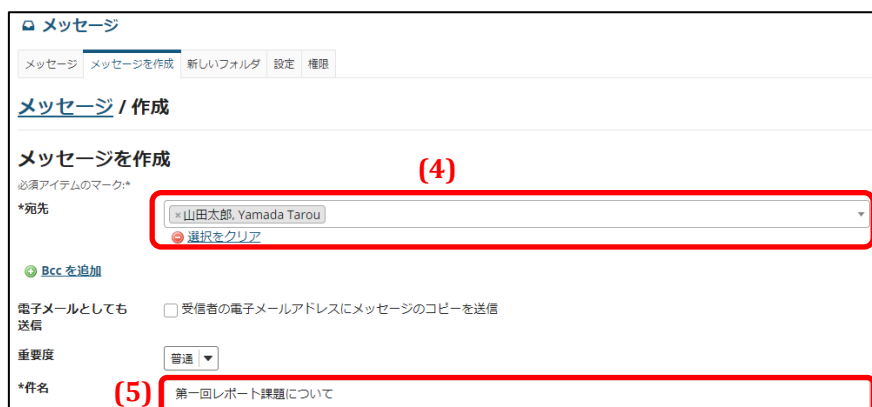 メッセージ
メッセージ メッセージを作成 新しいフォルダ 設定 権限
メッセージ / 作成
メッセージを作成
(4)
必須アイテムのマーク:*
*宛先
×山田太郎, Yamada Tarou
選択をクリア
Bcc を追加
電子メールとしても
送信
受信者の電子メールアドレスにメッセージのコピーを送信
重要度
普通
*件名
(5)
第一回レポート課題について